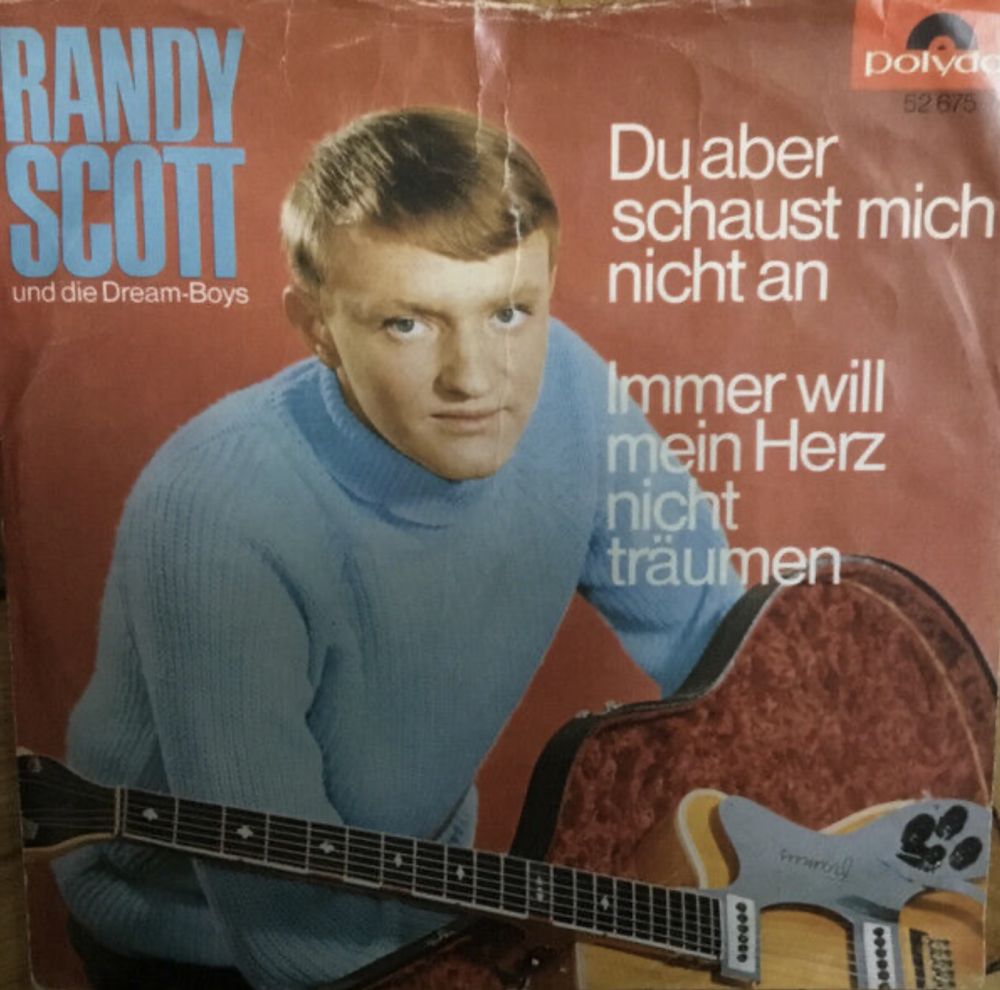 RANDY
SCOTT
und die Dream-Boys
52 675
Du aber
schaust mich
nicht an
Immer will
mein Herz
nicht
träumen